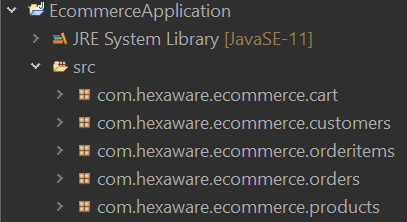 EcommerceApplication
JRE System Library [JavaSE-11]
src
com.hexaware.ecommerce.cart
com.hexaware.ecommerce.customers
com.hexaware.ecommerce.orderitems
com.hexaware.ecommerce.orders
com.hexaware.ecommerce.products